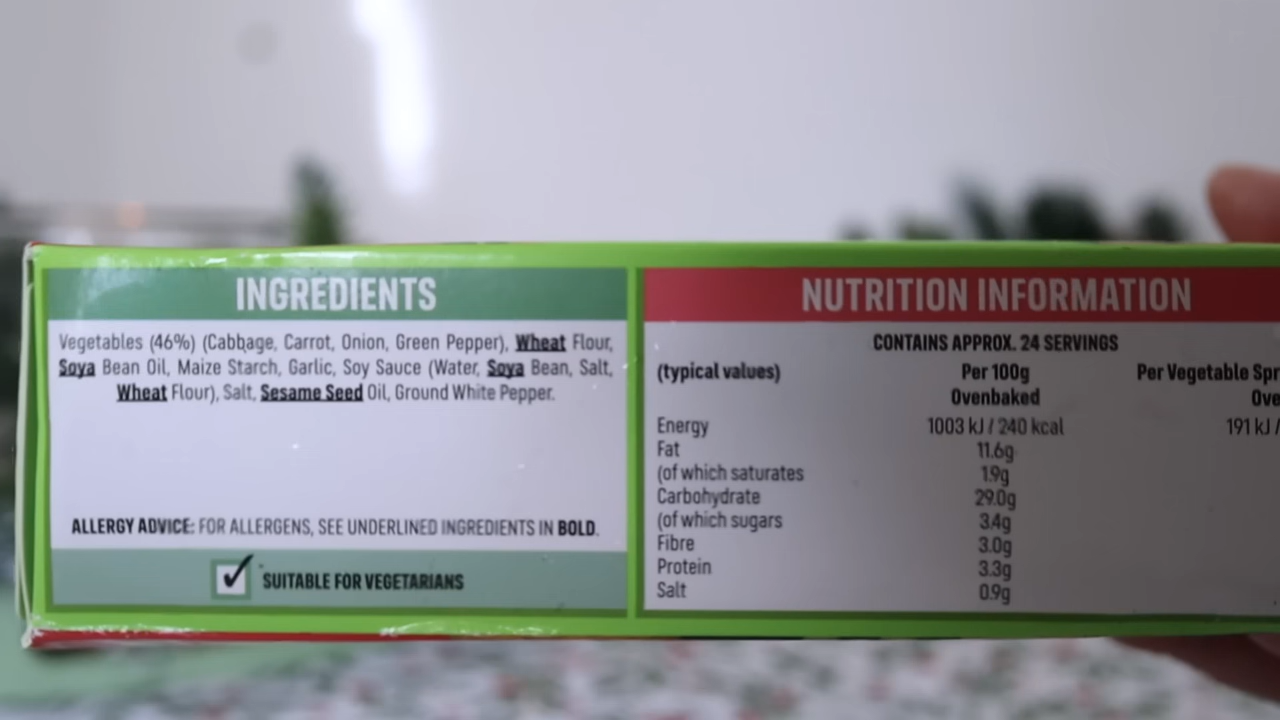 INGREDIENTS
Vegetables (46%) (Cabbage, Carrot, Onion, Green Pepper), Wheat Flour,
Soya Bean Oil, Maize Starch, Garlic, Soy Sauce (Water, Soya Bean, Salt,
Wheat Flour), Salt, Sesame Seed Oil, Ground White Pepper.
ALLERGY ADVICE: FOR ALLERGENS, SEE UNDERLINED INGREDIENTS IN BOLD.
SUITABLE FOR VEGETARIANS
NUTRITION INFORMATION
CONTAINS APPROX. 24 SERVINGS
(typical values) Per 100g Per Vegetable
Ovenbaked
Energy 1003 kJ / 240 kcal 191 kJ /
Fat 11.6g
(of which saturates 1.9g
Carbohydrate 29.0g
(of which sugars 3.4g
Fibre 3.0g
Protein 3.3g
Salt 0.9g